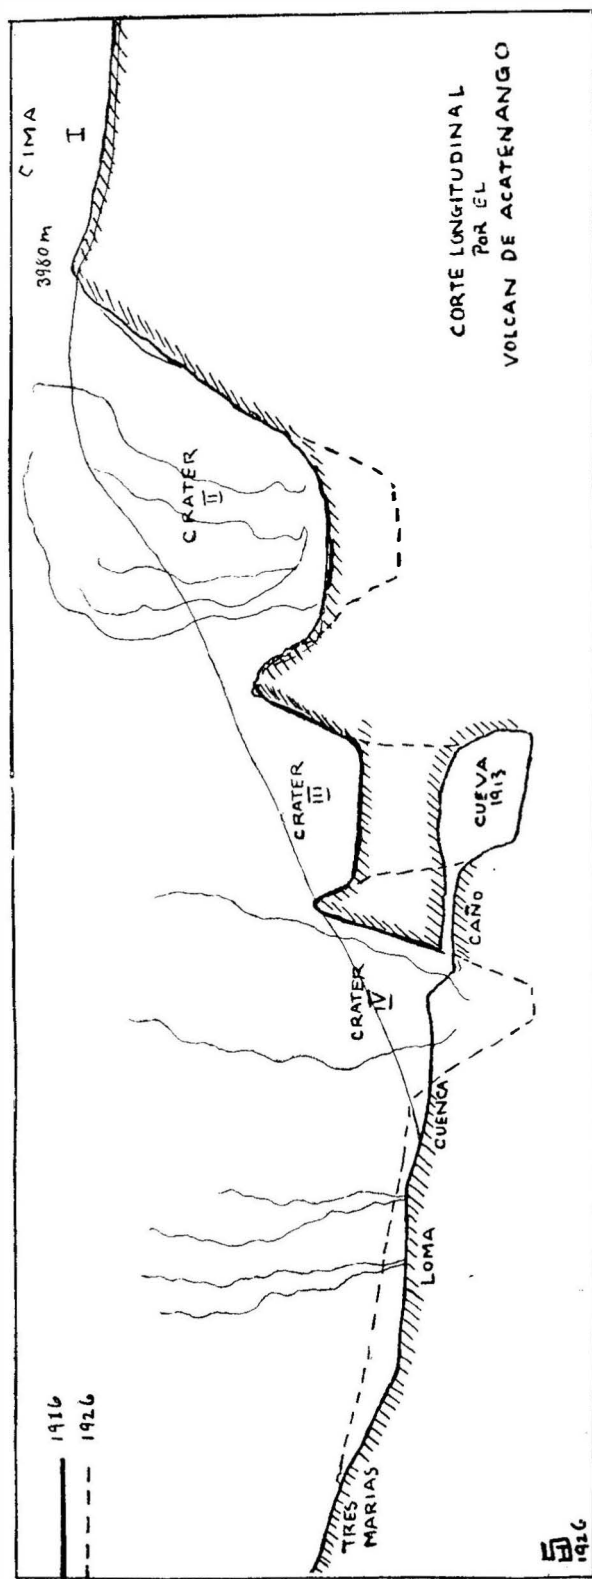 CORTE LONGITUDINAL
POR EL
VOLCAN DE ACATENANGO
1916
1926
TRES
MARIAS
LOMA
CUENCA
CRATER
IV
CAÑO
CRATER
III
CUEVA
1913
CRATER
II
3980m
CIMA
I
1926